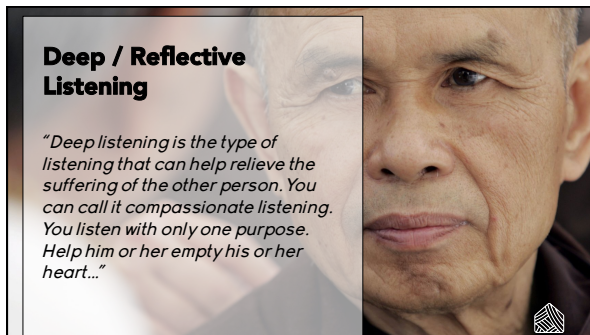 Deep / Reflective
Listening
“Deep listening is the type of
listening that can help relieve the
suffering of the other person. You
can call it compassionate listening.
You listen with only one purpose.
Help him or her empty his or her
heart...”